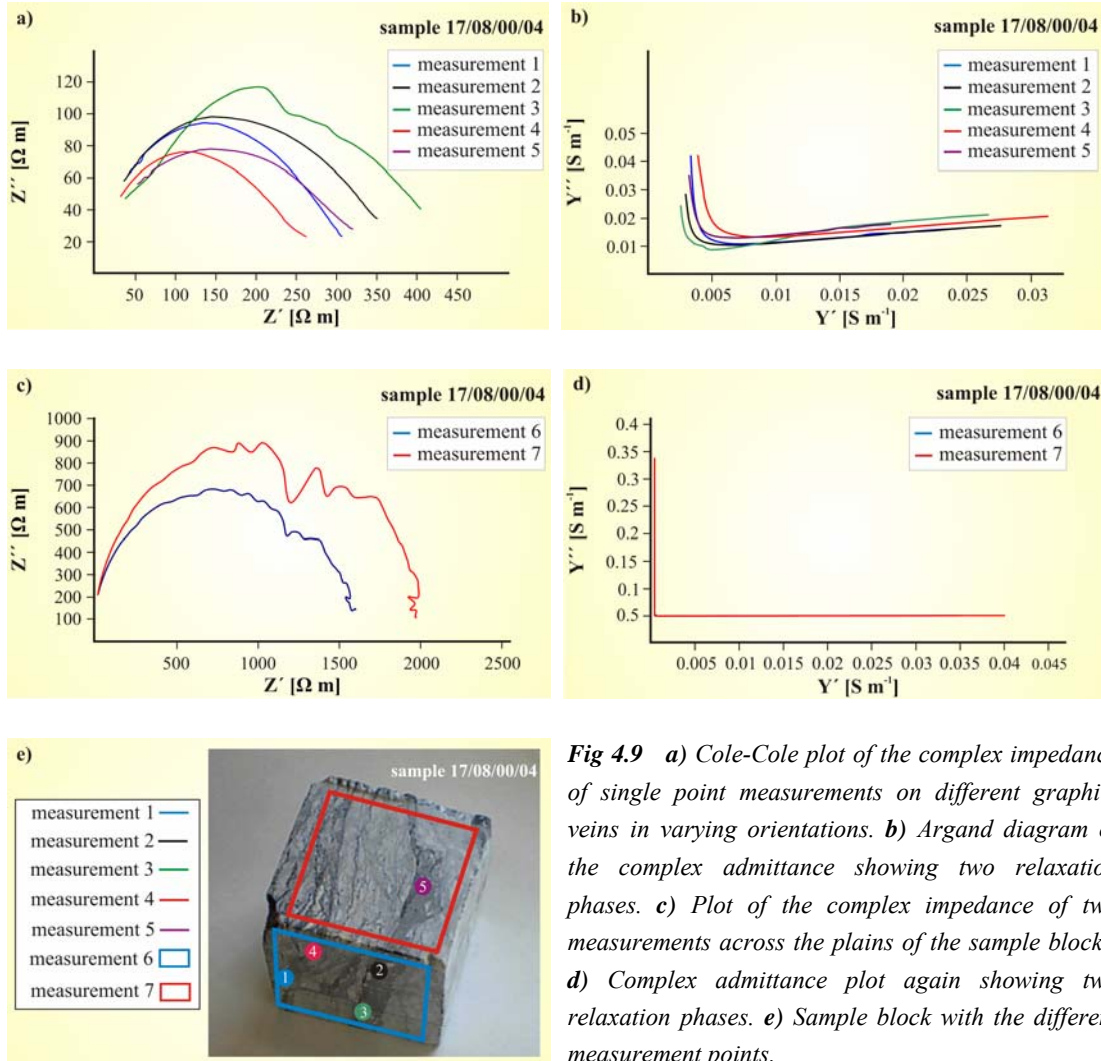 a)
sample 17/08/00/04
measurement 1
measurement 2
measurement 3
measurement 4
measurement 5
120
100
80
60
40
20
Z´´ [Ω m]
50 100 150 200 250 300 350 400 450
Z´ [Ω m]
b)
sample 17/08/00/04
measurement 1
measurement 2
measurement 3
measurement 4
measurement 5
0.05
0.04
0.03
0.02
0.01
Y´´ [S m-1]
0.005 0.01 0.015 0.02 0.025 0.03
Y´ [S m-1]
c)
sample 17/08/00/04
measurement 6
measurement 7
1000
900
800
700
600
500
400
300
200
100
Z´´ [Ω m]
500 1000 1500 2000 2500
Z´ [Ω m]
d)
sample 17/08/00/04
measurement 6
measurement 7
0.4
0.35
0.3
0.25
0.2
0.15
0.1
0.5
Y´´ [S m-1]
0.005 0.01 0.015 0.02 0.025 0.03 0.035 0.04 0.045
Y´ [S m-1]
e)
sample 17/08/00/04
measurement 1
measurement 2
measurement 3
measurement 4
measurement 5
measurement 6
measurement 7
5
4
1
2
3
Fig 4.9 a) Cole-Cole plot of the complex impedanc
of single point measurements on different graphi
veins in varying orientations. b) Argand diagram
the complex admittance showing two relaxatio
phases. c) Plot of the complex impedance of tw
measurements across the plains of the sample block
d) Complex admittance plot again showing tw
relaxation phases. e) Sample block with the differen
measurement points.